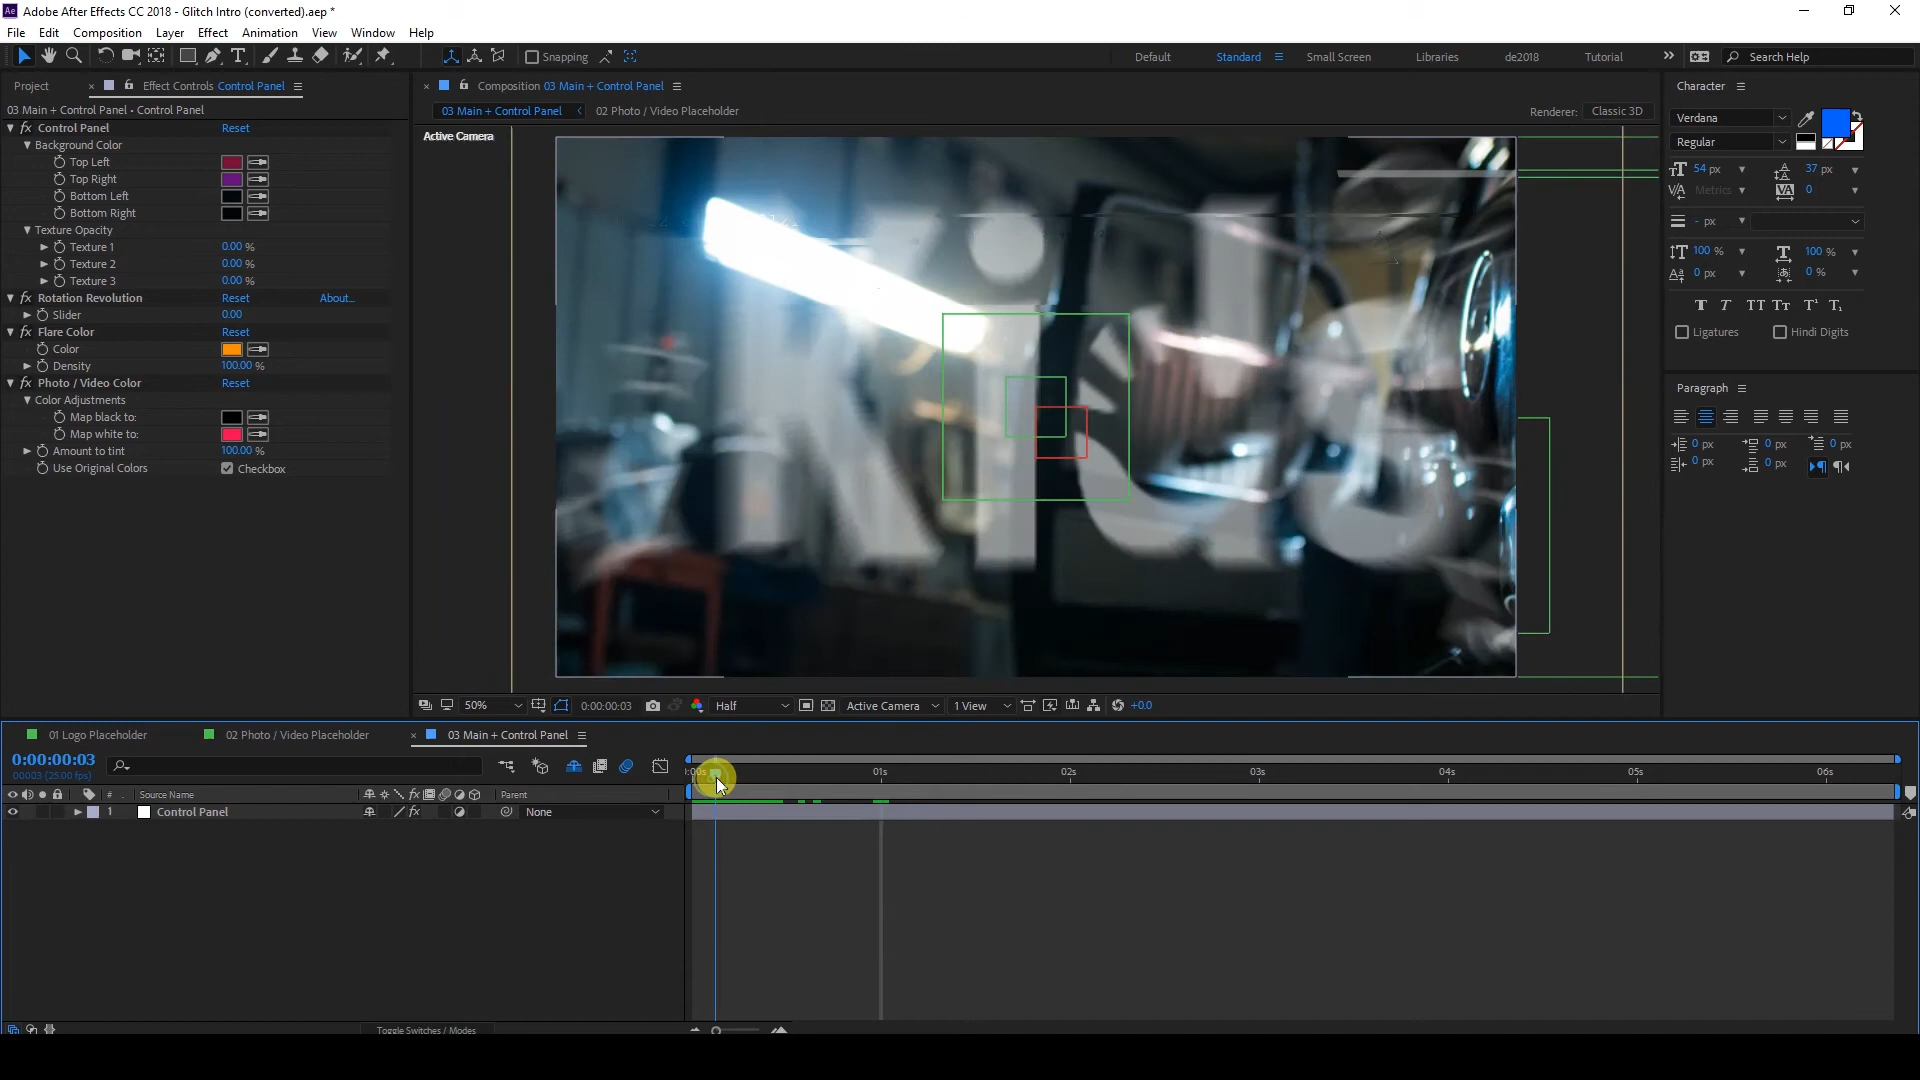 Adobe After Effects CC 2018 - Glitch Intro (converted).aep *
File Edit Composition Layer Effect Animation View Window Help
Snapping
Default Standard Small Screen Libraries de2018 Tutorial Search Help
Project Effect Controls Control Panel
Composition 03 Main + Control Panel
Character
03 Main + Control Panel • Control Panel
03 Main + Control Panel 02 Photo / Video Placeholder
Renderer: Classic 3D
Active Camera
Control Panel Reset
Background Color
Top Left
Top Right
Bottom Left
Bottom Right
Texture Opacity
Texture 1 0.00 %
Texture 2 0.00 %
Texture 3 0.00 %
Rotation Revolution Reset About...
Slider 0.00
Flare Color Reset
Color
Density 100.00 %
Photo / Video Color Reset
Color Adjustments
Map black to:
Map white to:
Amount to tint 100.00 %
Use Original Colors Checkbox
Verdana
Regular
54 px 37 px
Metrics 0
- px
100 % 100 %
0 px 0 %
Ligatures Hindi Digits
Paragraph
0 px 0 px 0 px
0 px 0 px
50% 0:00:00:03 Half Active Camera 1 View +0.0
01 Logo Placeholder 02 Photo / Video Placeholder 03 Main + Control Panel
0:00:00:03
00003 (25.00 fps)
:00s 01s 02s 03s 04s 05s 06s
# Source Name Parent
1 Control Panel None
Toggle Switches / Modes